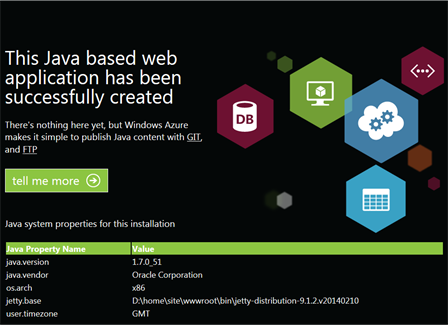 This Java based web
application has been
successfully created
There's nothing here yet, but Windows Azure
makes it simple to publish Java content with GIT,
and FTP
tell me more
DB
Java system properties for this installation
Java Property Name Value
java.version 1.7.0_51
java.vendor Oracle Corporation
os.arch x86
jetty.base D:\home\site\wwwroot\bin\jetty-distribution-9.1.2.v20140210
user.timezone GMT